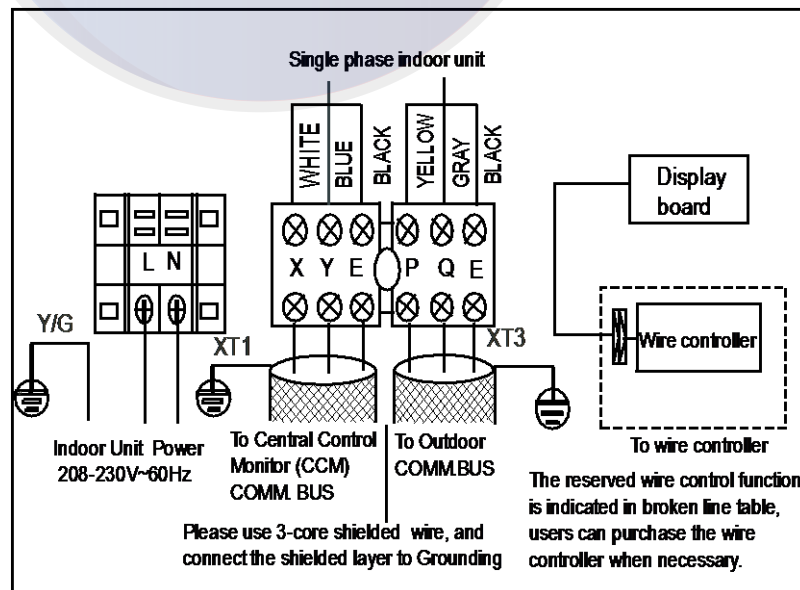 Single phase indoor unit
WHITE
BLUE
BLACK
YELLOW
GRAY
BLACK
Display
board
L N
X Y E P Q E
Y/G
XT1
XT3
Wire controller
Indoor Unit Power
208-230V~60Hz
To Central Control
Monitor (CCM)
COMM. BUS
To Outdoor
COMM.BUS
To wire controller
Please use 3-core shielded wire, and
connect the shielded layer to Grounding
The reserved wire control function
is indicated in broken line table,
users can purchase the wire
controller when necessary.